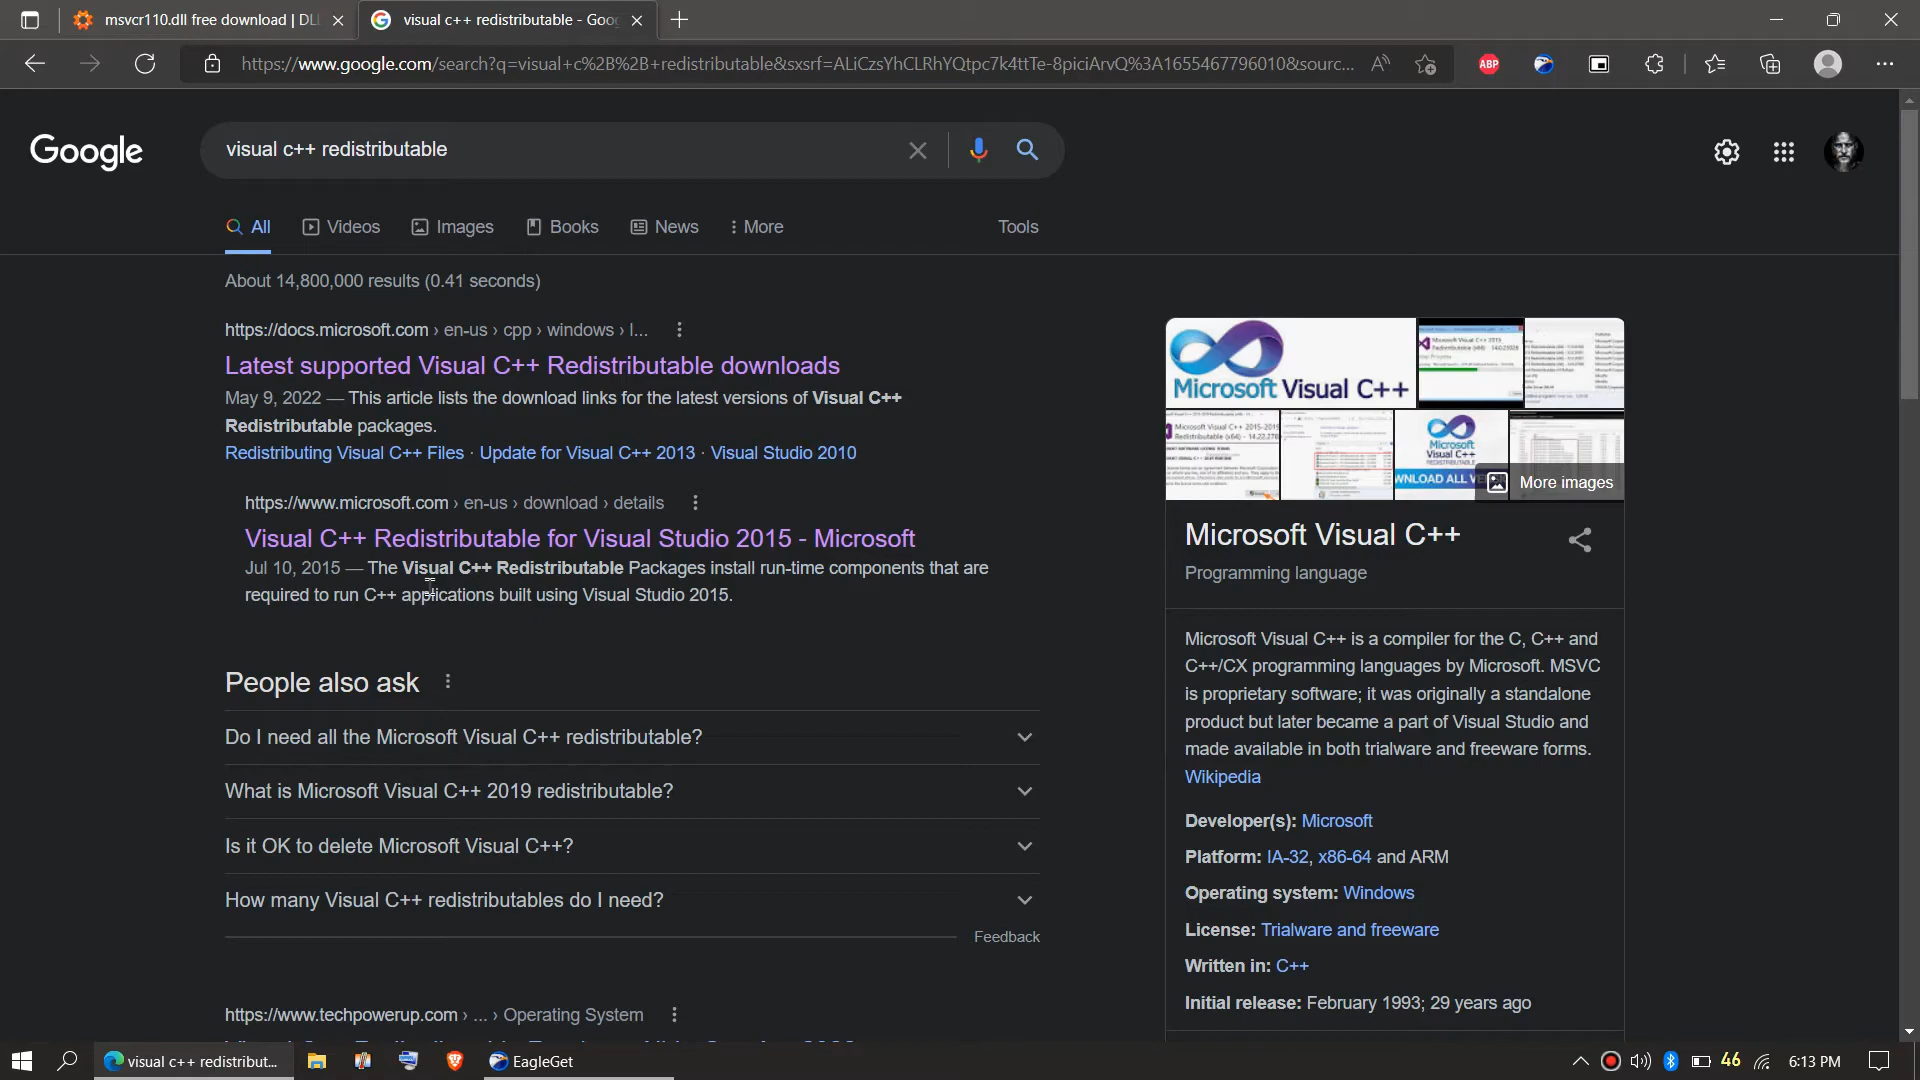 msvcr110.dll free download | DL
visual c++ redistributable - Goog
https://www.google.com/search?q=visual+c%2B%2B+redistributable&sxsrf=ALiCzsYhCLRhYQtpc7k4ttTe-8piciArvQ%3A1655467796010&sourc...
ABP
Google
visual c++ redistributable
All
Videos
Images
Books
News
More
Tools
About 14,800,000 results (0.41 seconds)
https://docs.microsoft.com › en-us › cpp › windows › l...
Latest supported Visual C++ Redistributable downloads
May 9, 2022 — This article lists the download links for the latest versions of Visual C++
Redistributable packages.
Redistributing Visual C++ Files · Update for Visual C++ 2013 · Visual Studio 2010
https://www.microsoft.com › en-us › download › details
Visual C++ Redistributable for Visual Studio 2015 - Microsoft
Jul 10, 2015 — The Visual C++ Redistributable Packages install run-time components that are
required to run C++ applications built using Visual Studio 2015.
People also ask
Do I need all the Microsoft Visual C++ redistributable?
What is Microsoft Visual C++ 2019 redistributable?
Is it OK to delete Microsoft Visual C++?
How many Visual C++ redistributables do I need?
Feedback
https://www.techpowerup.com › ... › Operating System
Microsoft Visual C++
More images
Microsoft Visual C++
Programming language
Microsoft Visual C++ is a compiler for the C, C++ and
C++/CX programming languages by Microsoft. MSVC
is proprietary software; it was originally a standalone
product but later became a part of Visual Studio and
made available in both trialware and freeware forms.
Wikipedia
Developer(s): Microsoft
Platform: IA-32, x86-64 and ARM
Operating system: Windows
License: Trialware and freeware
Written in: C++
Initial release: February 1993; 29 years ago
visual c++ redistribut...
EagleGet
46
6:13 PM